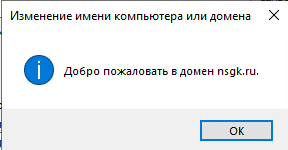 Изменение имени компьютера или домена
Добро пожаловать в домен nsgk.ru.
OK